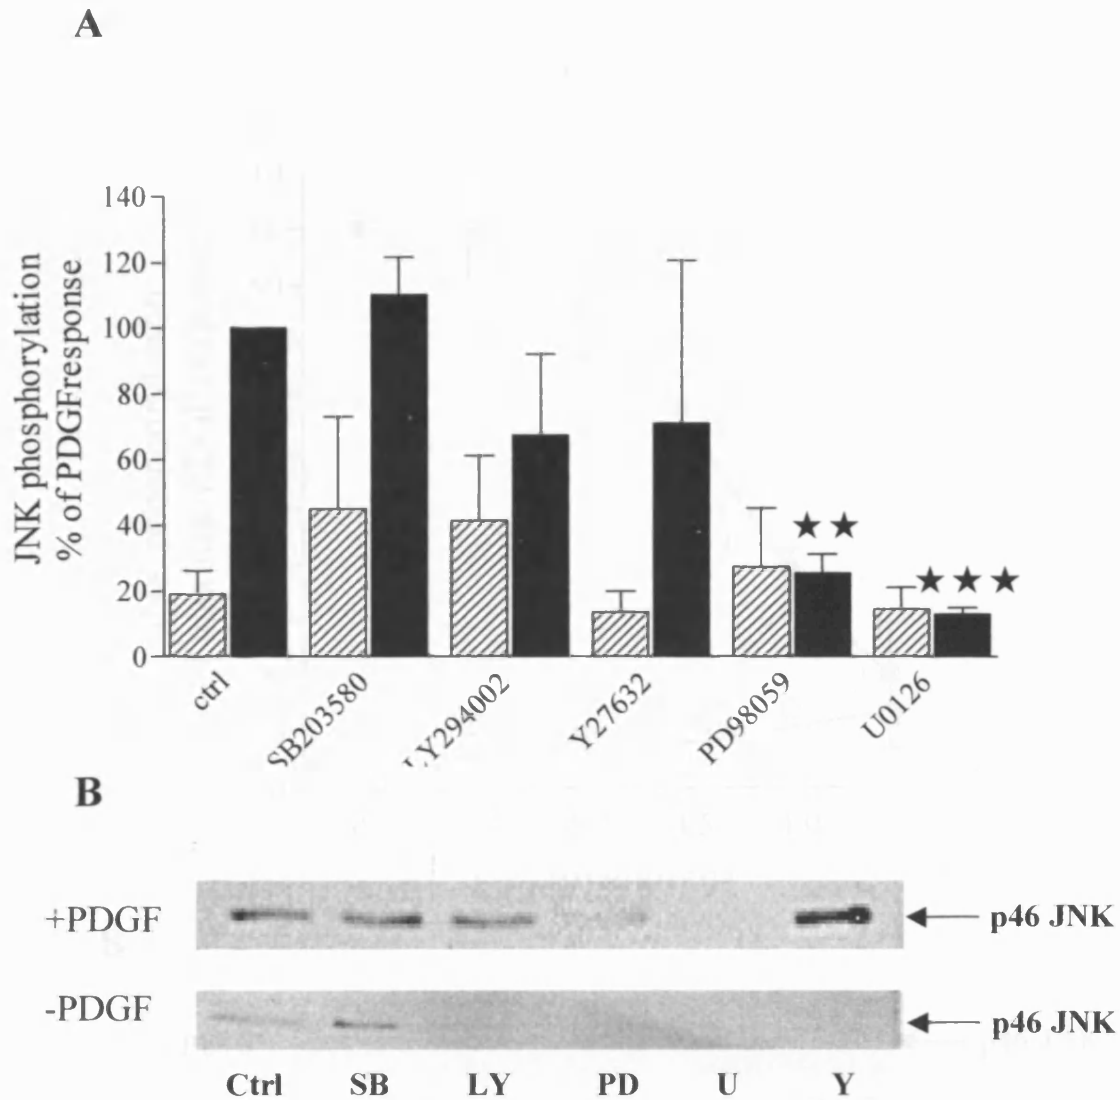 A
JNK phosphorylation
% of PDGFresponse
140
120
100
80
60
40
20
0
ctrl
SB203580
LY294002
Y27632
PD98059
U0126
★★
★★★
B
+PDGF
p46 JNK
-PDGF
p46 JNK
Ctrl SB LY PD U Y